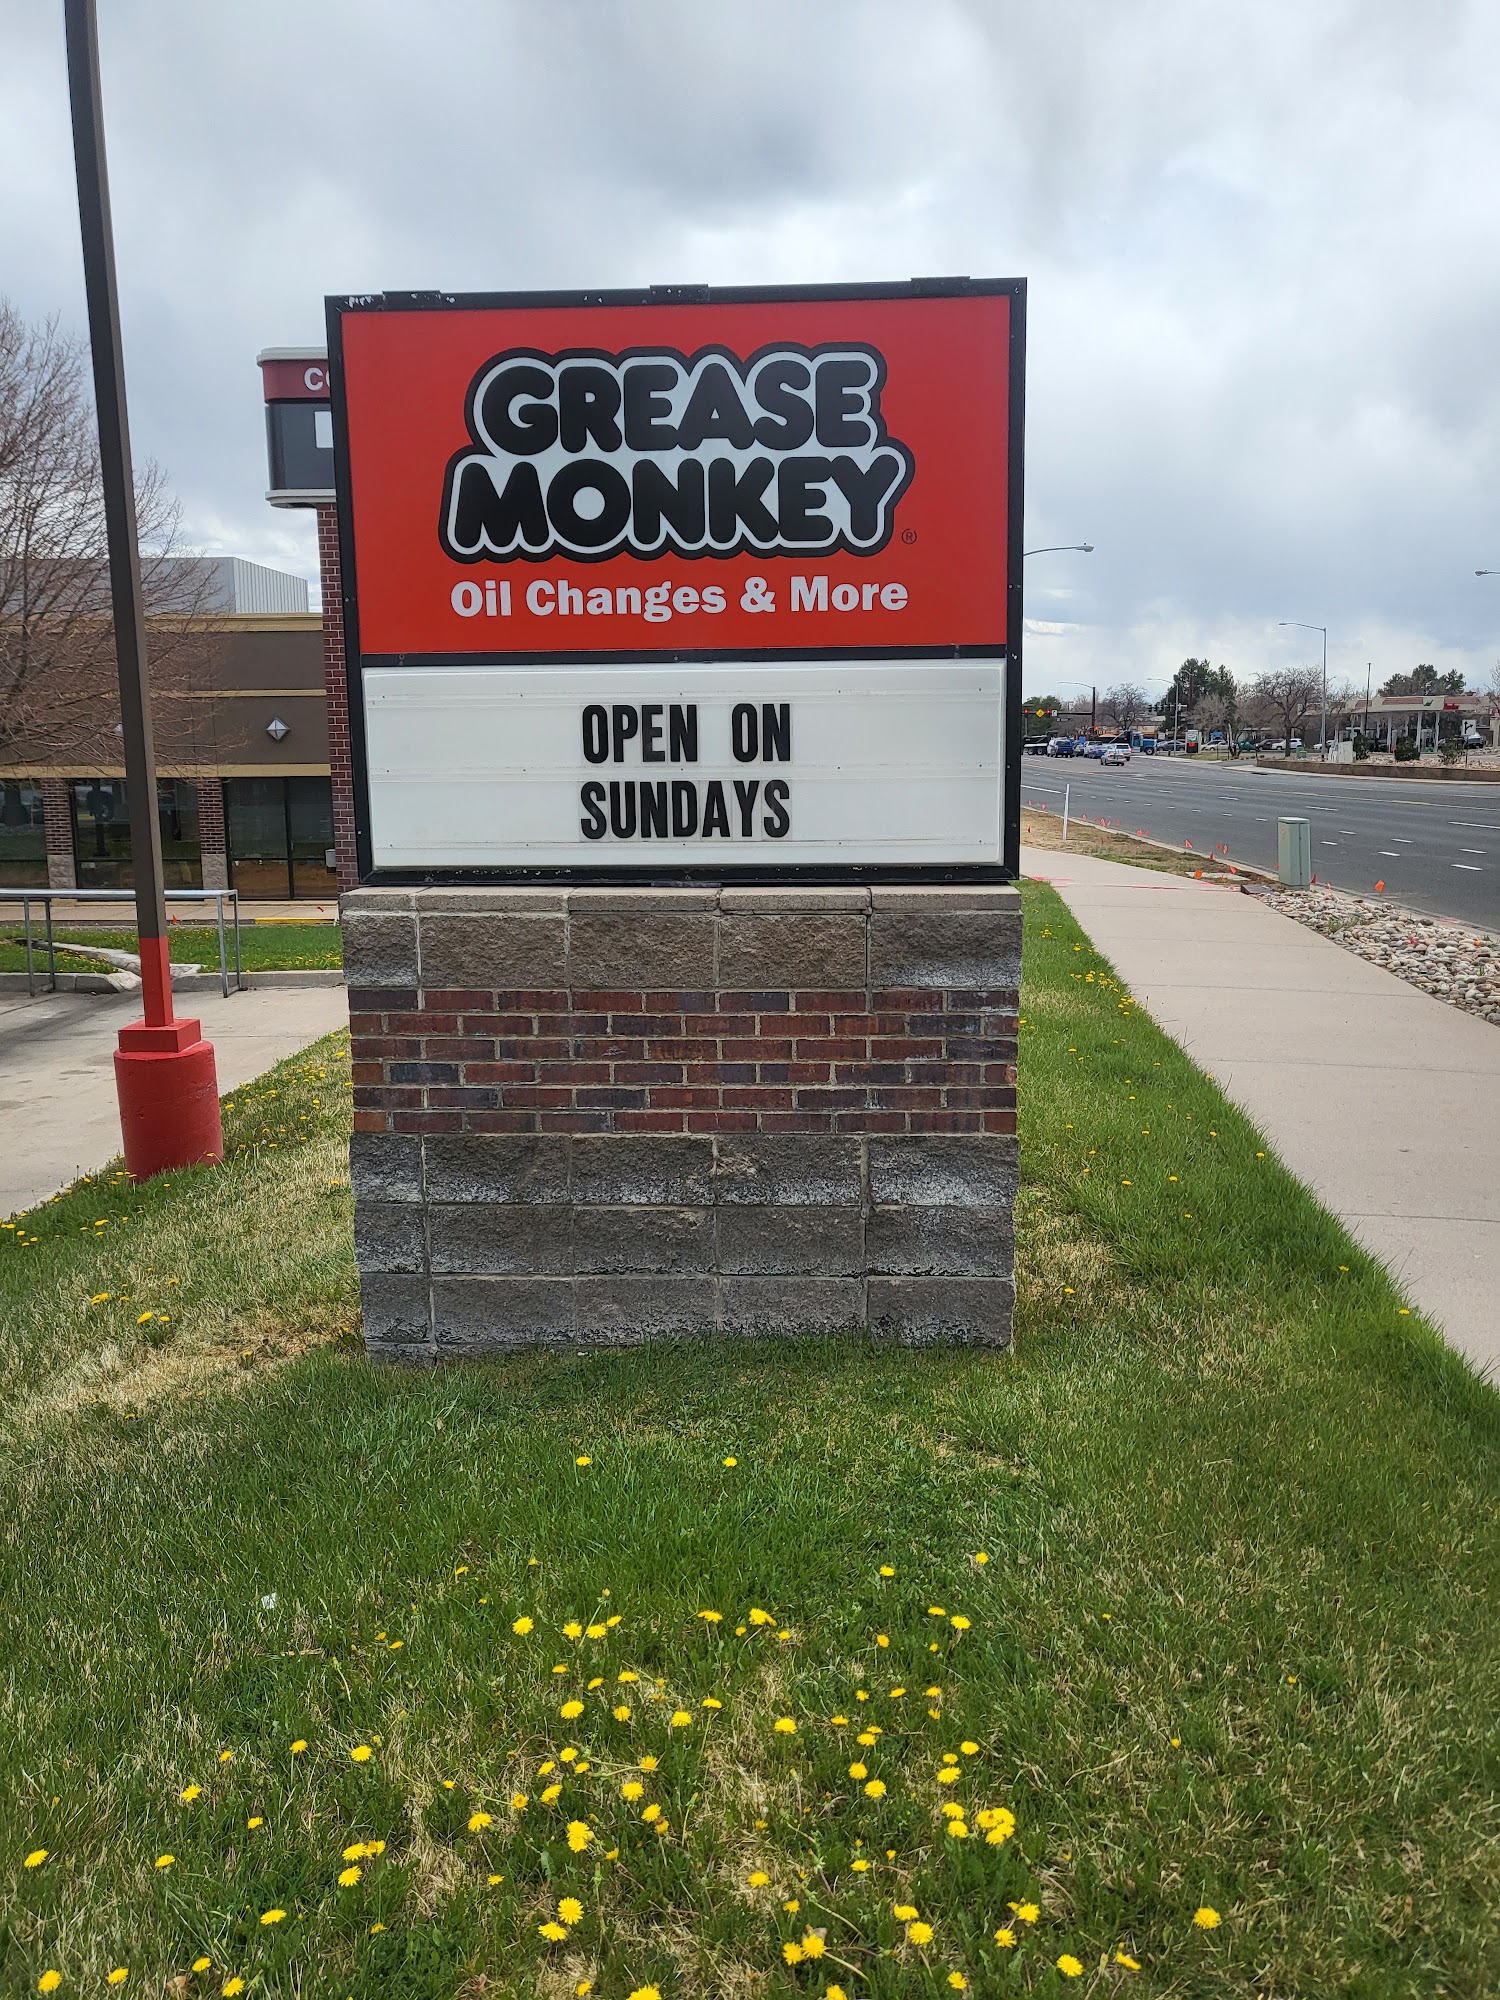 GREASE
MONKEY®
Oil Changes & More
OPEN ON
SUNDAYS